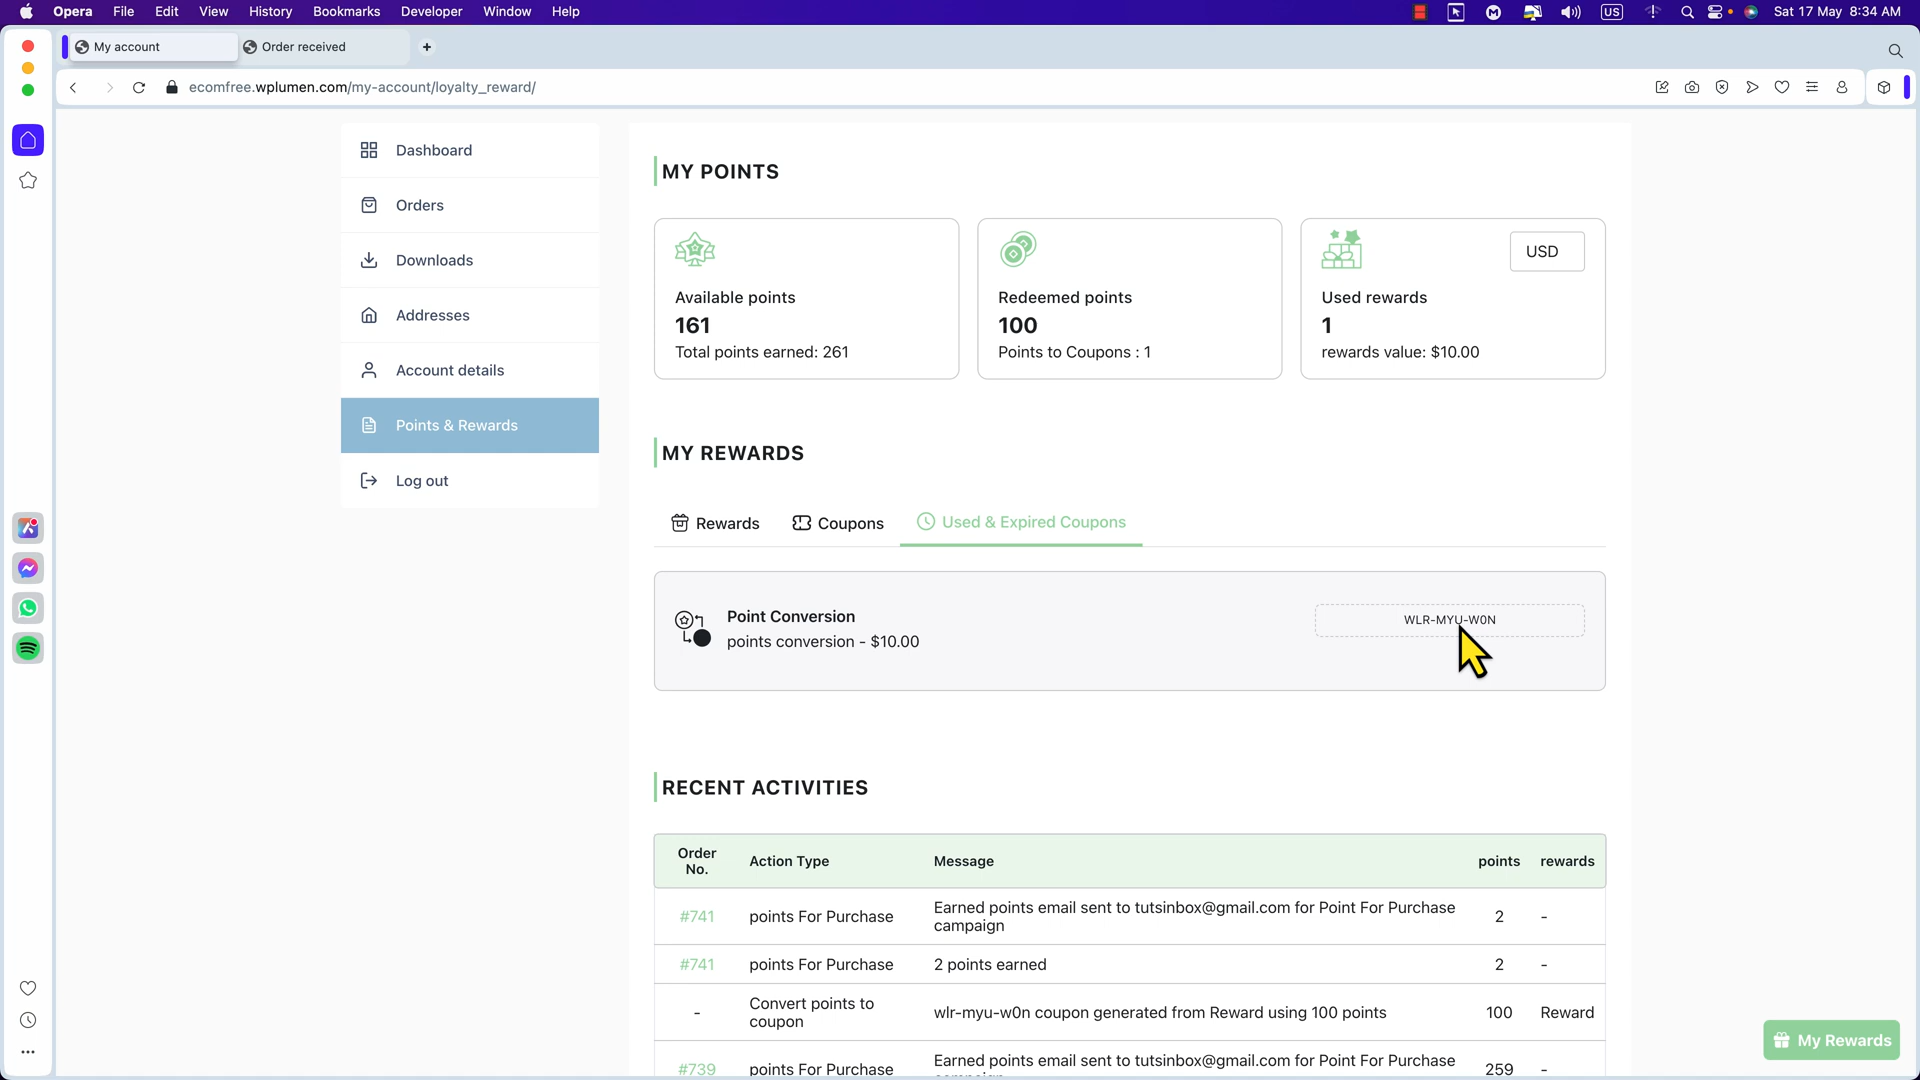 Opera File Edit View History Bookmarks Developer Window Help US Sat 17 May 8:34 AM
My account Order received
ecomfree.wplumen.com/my-account/loyalty_reward/
Dashboard
Orders
Downloads
Addresses
Account details
Points & Rewards
Log out
MY POINTS
Available points
161
Total points earned: 261
Redeemed points
100
Points to Coupons : 1
USD
Used rewards
1
rewards value: $10.00
MY REWARDS
Rewards Coupons Used & Expired Coupons
Point Conversion
points conversion - $10.00
WLR-MYU-W0N
RECENT ACTIVITIES
Order No. Action Type Message points rewards
#741 points For Purchase Earned points email sent to tutsinbox@gmail.com for Point For Purchase campaign 2 -
#741 points For Purchase 2 points earned 2 -
- Convert points to coupon wlr-myu-w0n coupon generated from Reward using 100 points 100 Reward
#739 points For Purchase Earned points email sent to tutsinbox@gmail.com for Point For Purchase 259 -
My Rewards